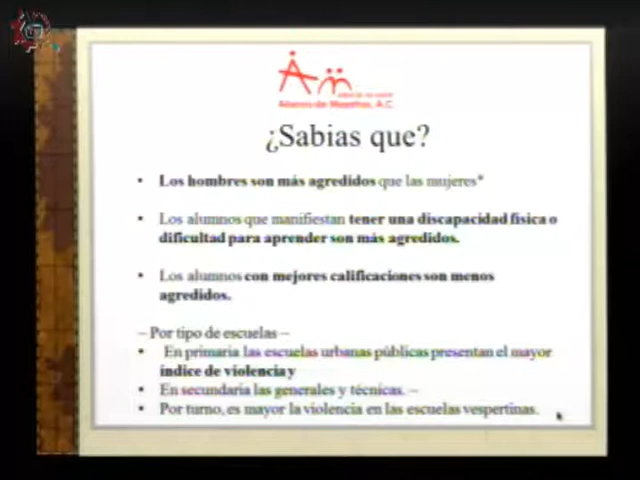 Am
Alianza de Maestros, A.C.
¿Sabias que?
• Los hombres son más agredidos que las mujeres*
• Los alumnos que manifiestan tener una discapacidad física o
dificultad para aprender son más agredidos.
• Los alumnos con mejores calificaciones son menos
agredidos.
– Por tipo de escuelas –
• En primaria las escuelas urbanas públicas presentan el mayor
índice de violencia y
• En secundaria las generales y técnicas. –
• Por turno, es mayor la violencia en las escuelas vespertinas.